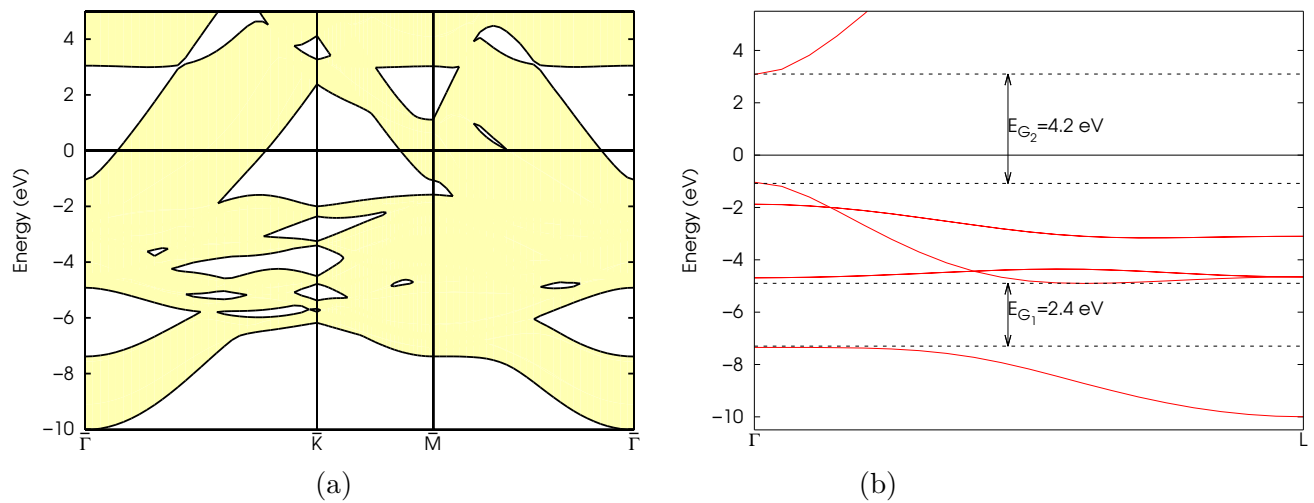 4
2
0
−2
−4
−6
−8
−10
Energy (eV)
Γ̄
K̄
M̄
Γ̄
(a)
4
2
0
−2
−4
−6
−8
−10
Energy (eV)
E_G₂=4.2 eV
E_G₁=2.4 eV
Γ
L
(b)